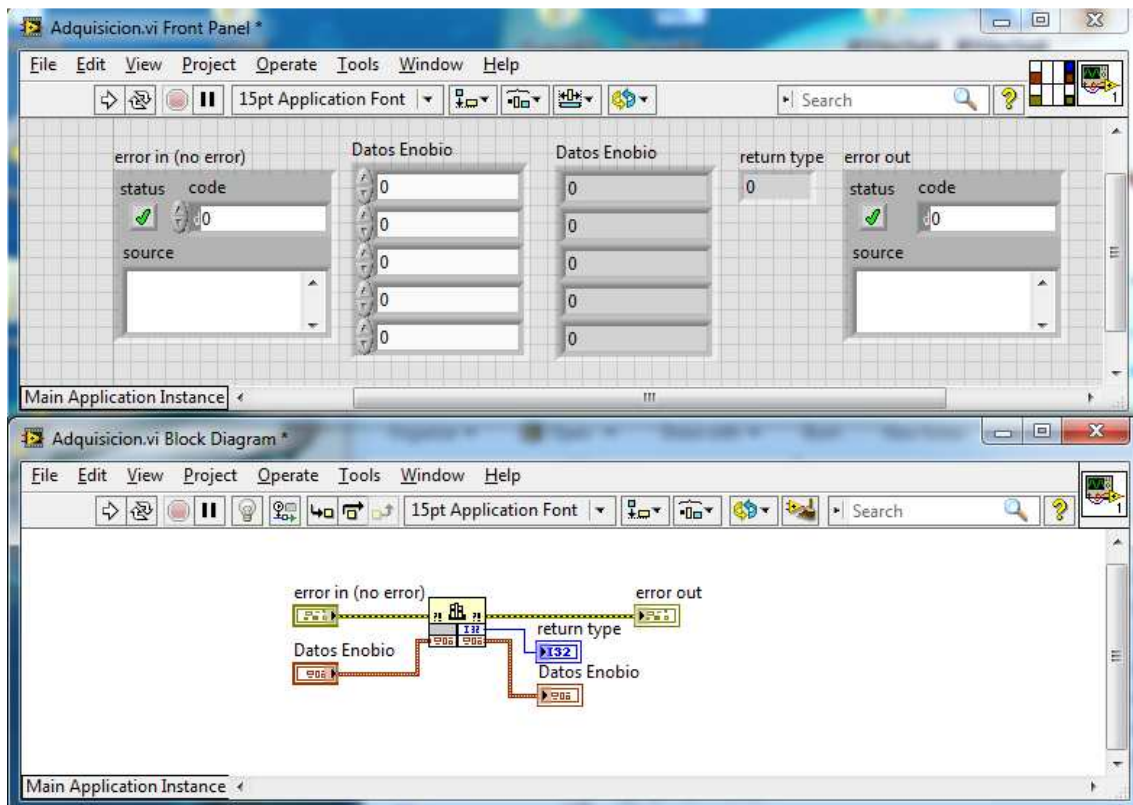 Adquisicion.vi Front Panel *
File Edit View Project Operate Tools Window Help
15pt Application Font Search
1
error in (no error) Datos Enobio Datos Enobio return type error out
status code 0 0 0 status code
0 0
0 0
source 0 0 source
0 0
0 0
Main Application Instance
Adquisicion.vi Block Diagram *
File Edit View Project Operate Tools Window Help
15pt Application Font Search
1
error in (no error) error out
I32
return type
Datos Enobio I32
Datos Enobio
Main Application Instance